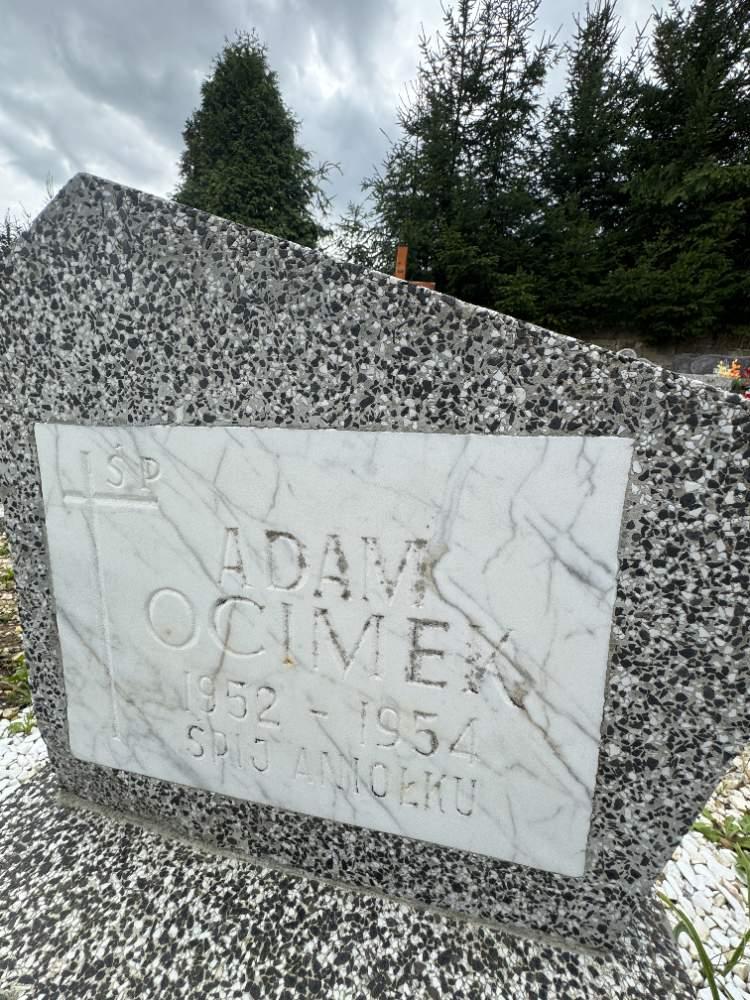 ŚP
ADAM
OCIMEK
1952 - 1954
ŚPIJ ANIOŁKU